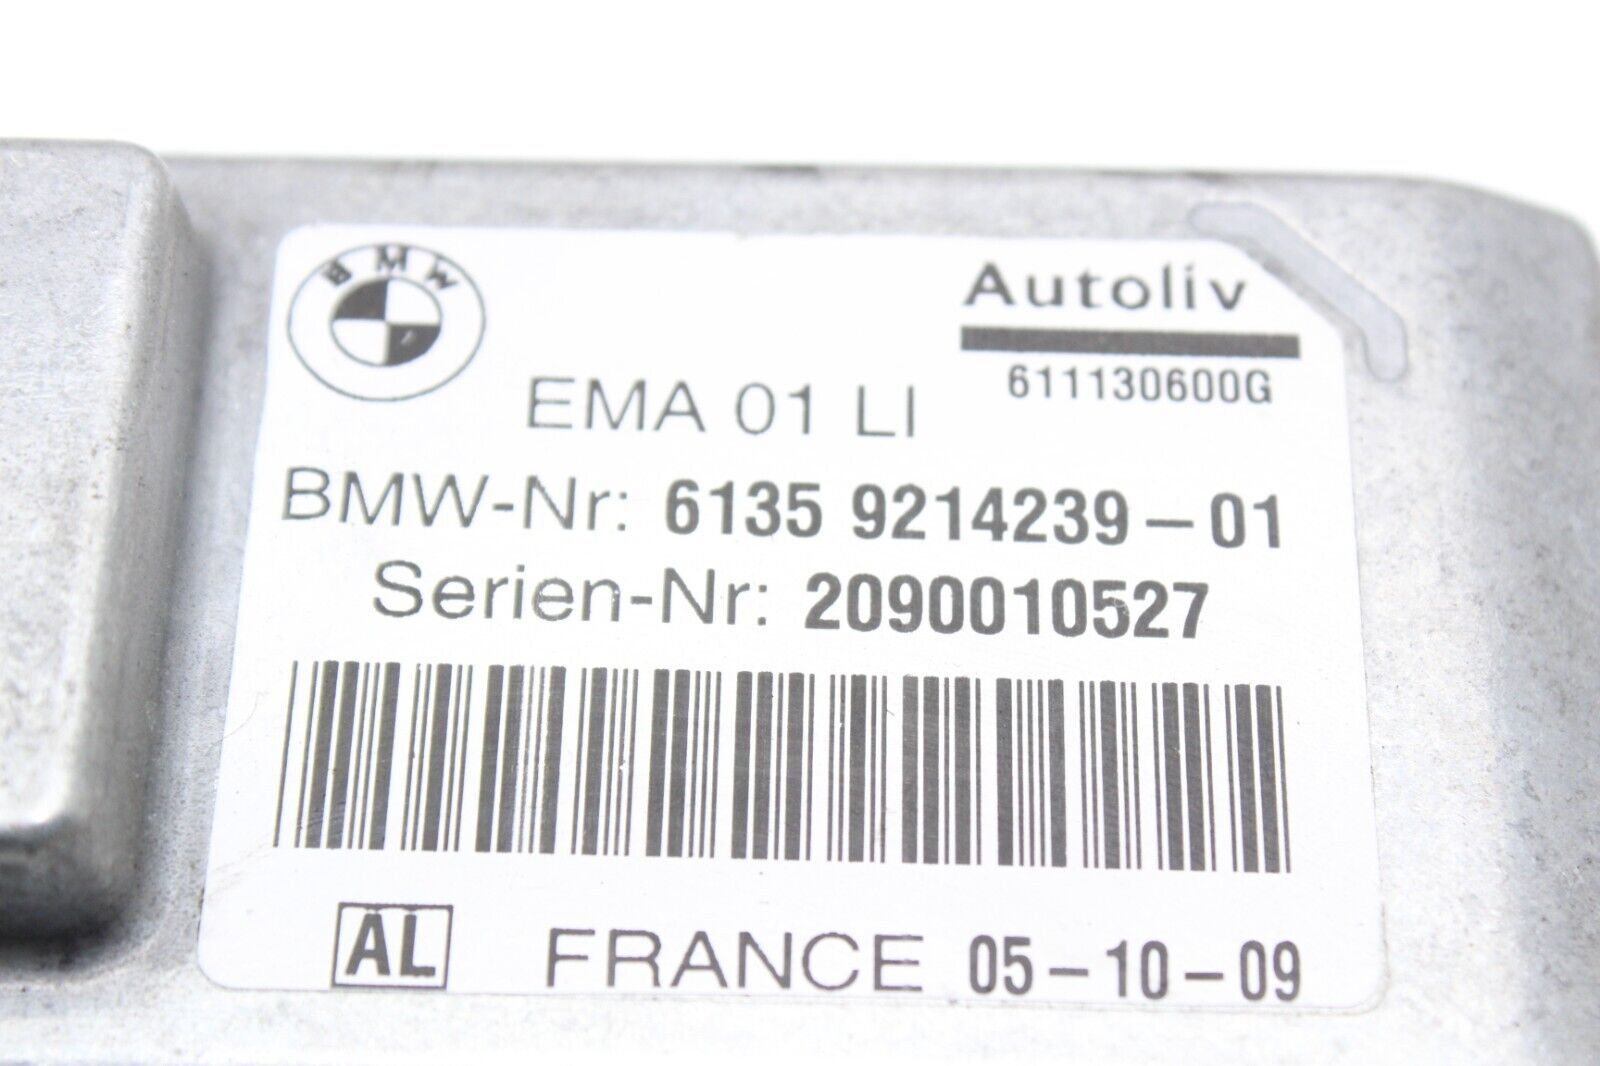 BMW
Autoliv
611130600G
EMA 01 LI
BMW-Nr: 6135 9214239-01
Serien-Nr: 2090010527
AL FRANCE 05-10-09